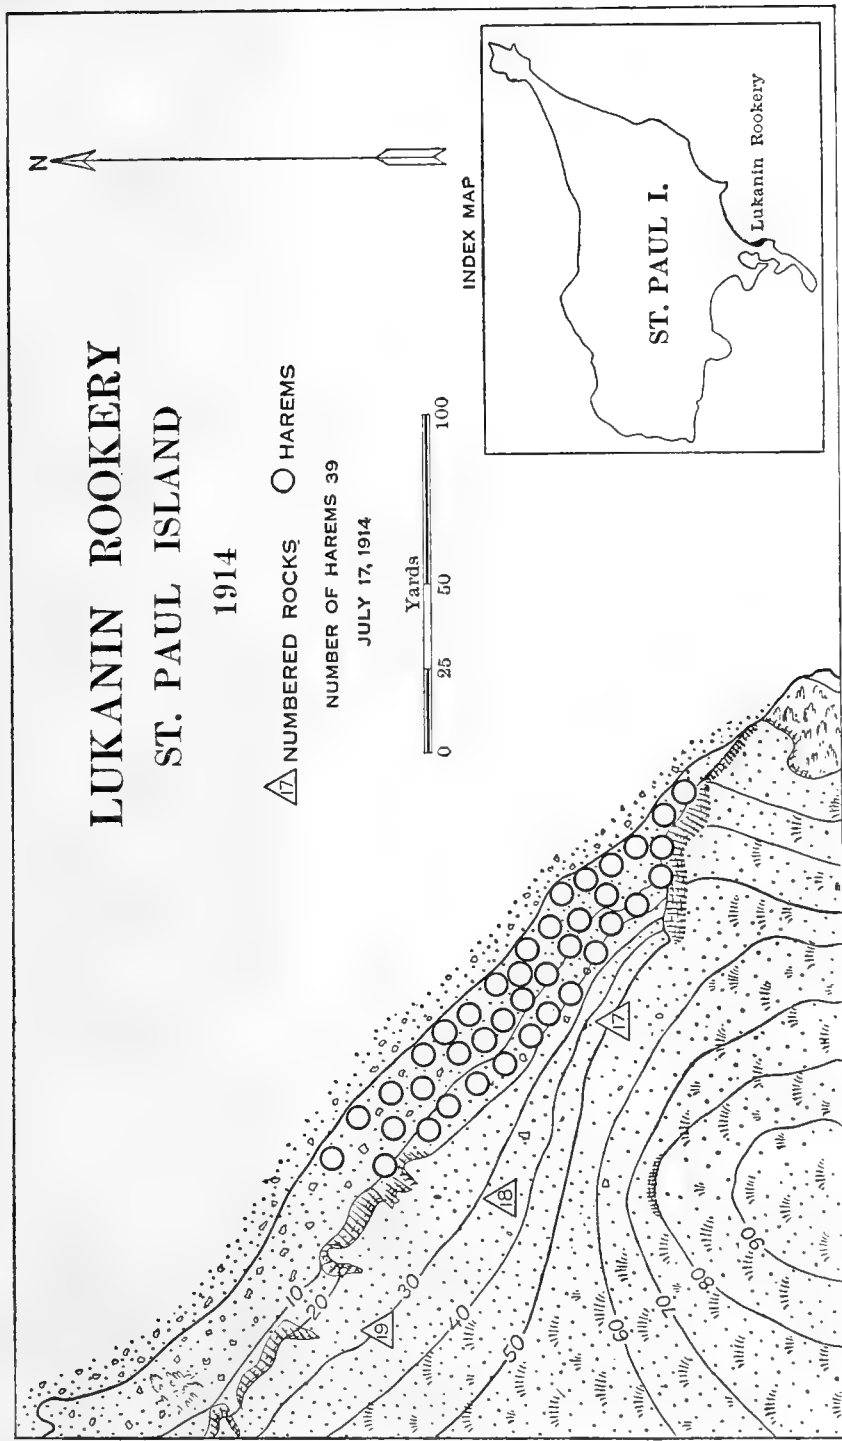 LUKANIN ROOKERY
ST. PAUL ISLAND
1914
17 NUMBERED ROCKS HAREMS
NUMBER OF HAREMS 39
JULY 17, 1914
Yards
0 25 50 100
N
INDEX MAP
ST. PAUL I.
Lukanin Rookery
10
20
30
40
50
60
70
80
90
19
18
17